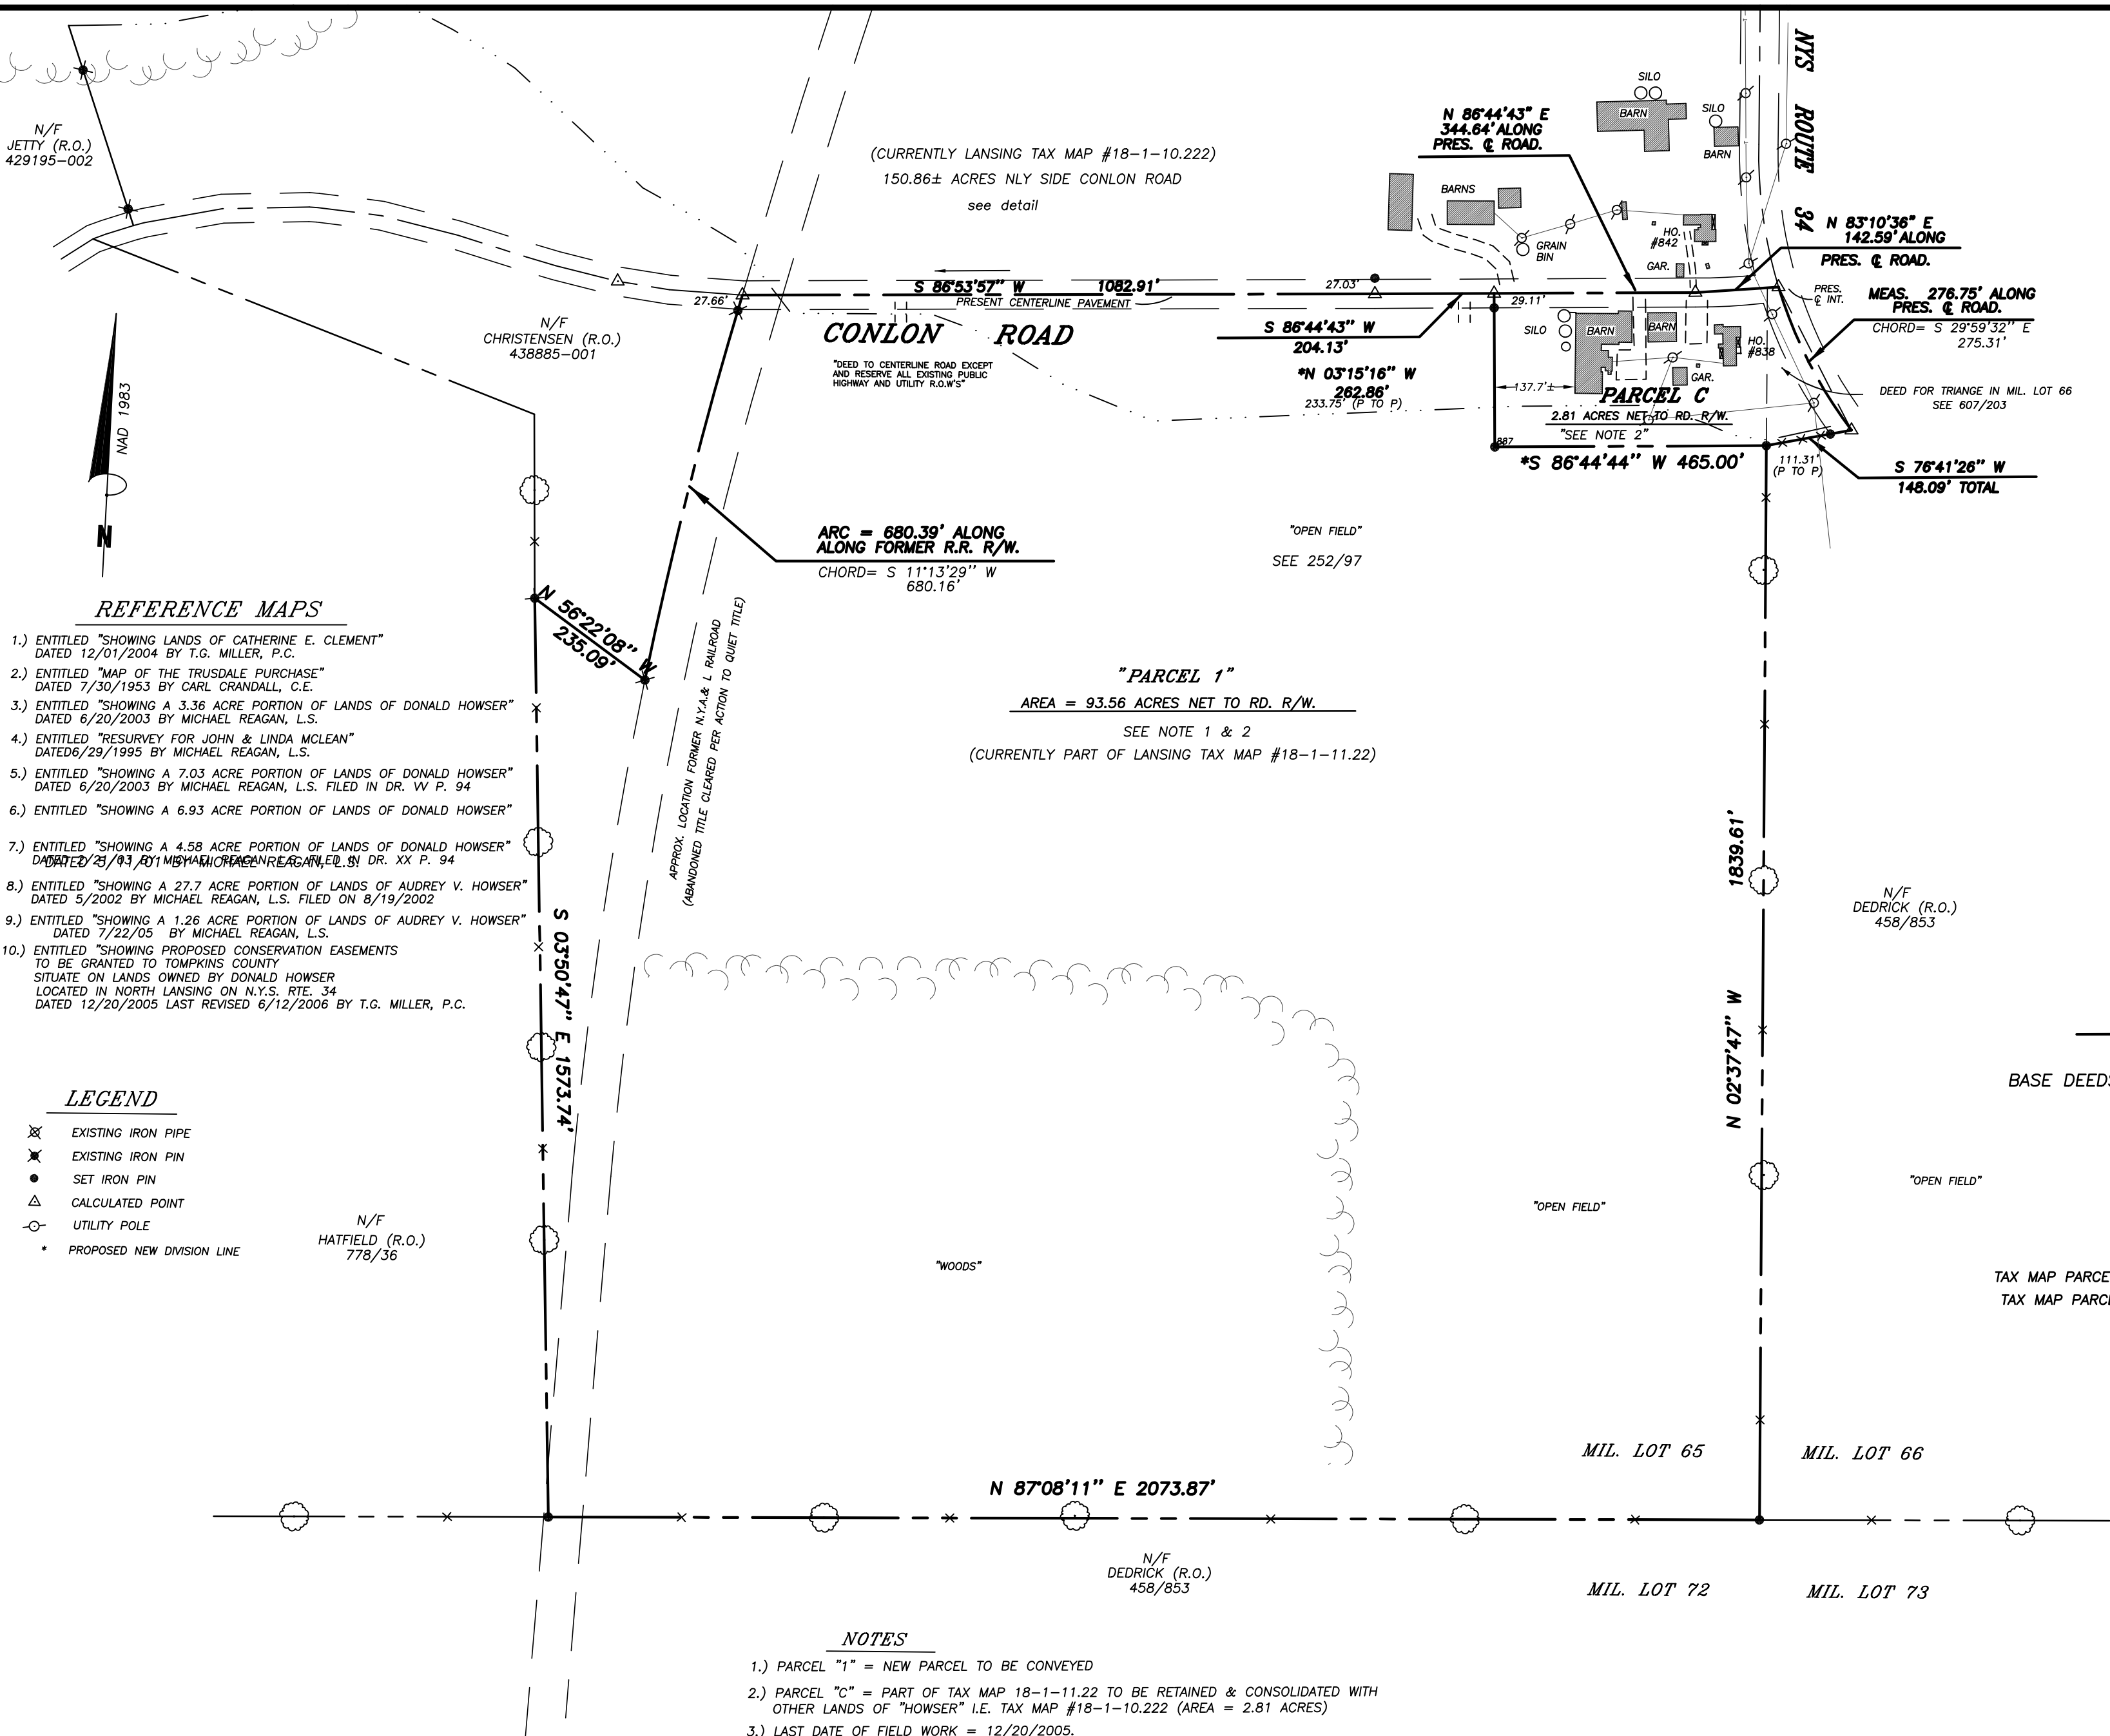 NYS ROUTE 34
SILO
BARN
SILO
BARN
N/F
JETTY (R.O.)
429195-002
(CURRENTLY LANSING TAX MAP #18-1-10.222)
150.86± ACRES NLY SIDE CONLON ROAD
see detail
N 86°44'43" E
344.64' ALONG
PRES. ℄ ROAD.
BARNS
GRAIN
BIN
HO.
#842
GAR.
N 83°10'36" E
142.59' ALONG
PRES. ℄ ROAD.
PRES.
℄ INT.
MEAS. 276.75' ALONG
PRES. ℄ ROAD.
CHORD= S 29°59'32" E
275.31'
27.66'
S 86°53'57" W 1082.91'
PRESENT CENTERLINE PAVEMENT
27.03'
29.11'
N/F
CHRISTENSEN (R.O.)
438885-001
CONLON ROAD
"DEED TO CENTERLINE ROAD EXCEPT
AND RESERVE ALL EXISTING PUBLIC
HIGHWAY AND UTILITY R.O.W'S"
S 86°44'43" W
204.13'
*N 03°15'16" W
262.86'
233.75' (P TO P)
SILO
BARN
BARN
HO.
#838
GAR.
137.7'±
PARCEL C
2.81 ACRES NET TO RD. R/W.
"SEE NOTE 2"
887
*S 86°44'44" W 465.00'
DEED FOR TRIANGE IN MIL. LOT 66
SEE 607/203
111.31'
(P TO P)
S 76°41'26" W
148.09' TOTAL
NAD 1983
N
ARC = 680.39' ALONG
ALONG FORMER R.R. R/W.
CHORD= S 11°13'29" W
680.16'
"OPEN FIELD"
SEE 252/97
N 56°22'08" W
235.09'
APPROX. LOCATION FORMER N.Y.A.& L RAILROAD
(ABANDONED TITLE CLEARED PER ACTION TO QUIET TITLE)
REFERENCE MAPS
1.) ENTITLED "SHOWING LANDS OF CATHERINE E. CLEMENT"
DATED 12/01/2004 BY T.G. MILLER, P.C.
2.) ENTITLED "MAP OF THE TRUSDALE PURCHASE"
DATED 7/30/1953 BY CARL CRANDALL, C.E.
3.) ENTITLED "SHOWING A 3.36 ACRE PORTION OF LANDS OF DONALD HOWSER"
DATED 6/20/2003 BY MICHAEL REAGAN, L.S.
4.) ENTITLED "RESURVEY FOR JOHN & LINDA MCLEAN"
DATED6/29/1995 BY MICHAEL REAGAN, L.S.
5.) ENTITLED "SHOWING A 7.03 ACRE PORTION OF LANDS OF DONALD HOWSER"
DATED 6/20/2003 BY MICHAEL REAGAN, L.S. FILED IN DR. VV P. 94
6.) ENTITLED "SHOWING A 6.93 ACRE PORTION OF LANDS OF DONALD HOWSER"
7.) ENTITLED "SHOWING A 4.58 ACRE PORTION OF LANDS OF DONALD HOWSER"
DATED 2/21/03 BY MICHAEL REAGAN, L.S. FILED IN DR. XX P. 94
DATED 5/11/01 BY MICHAEL REAGAN, L.S.
8.) ENTITLED "SHOWING A 27.7 ACRE PORTION OF LANDS OF AUDREY V. HOWSER"
DATED 5/2002 BY MICHAEL REAGAN, L.S. FILED ON 8/19/2002
9.) ENTITLED "SHOWING A 1.26 ACRE PORTION OF LANDS OF AUDREY V. HOWSER"
DATED 7/22/05 BY MICHAEL REAGAN, L.S.
10.) ENTITLED "SHOWING PROPOSED CONSERVATION EASEMENTS
TO BE GRANTED TO TOMPKINS COUNTY
SITUATE ON LANDS OWNED BY DONALD HOWSER
LOCATED IN NORTH LANSING ON N.Y.S. RTE. 34
DATED 12/20/2005 LAST REVISED 6/12/2006 BY T.G. MILLER, P.C.
"PARCEL 1"
AREA = 93.56 ACRES NET TO RD. R/W.
SEE NOTE 1 & 2
(CURRENTLY PART OF LANSING TAX MAP #18-1-11.22)
S 03°50'47" E 1573.74'
N 02°37'47" W 1839.61'
N/F
DEDRICK (R.O.)
458/853
BASE DEEDS
LEGEND
EXISTING IRON PIPE
EXISTING IRON PIN
SET IRON PIN
CALCULATED POINT
UTILITY POLE
* PROPOSED NEW DIVISION LINE
N/F
HATFIELD (R.O.)
778/36
"WOODS"
"OPEN FIELD"
"OPEN FIELD"
TAX MAP PARCE
TAX MAP PARCE
MIL. LOT 65
MIL. LOT 66
N 87°08'11" E 2073.87'
N/F
DEDRICK (R.O.)
458/853
MIL. LOT 72
MIL. LOT 73
NOTES
1.) PARCEL "1" = NEW PARCEL TO BE CONVEYED
2.) PARCEL "C" = PART OF TAX MAP 18-1-11.22 TO BE RETAINED & CONSOLIDATED WITH
OTHER LANDS OF "HOWSER" I.E. TAX MAP #18-1-10.222 (AREA = 2.81 ACRES)
3.) LAST DATE OF FIELD WORK = 12/20/2005.